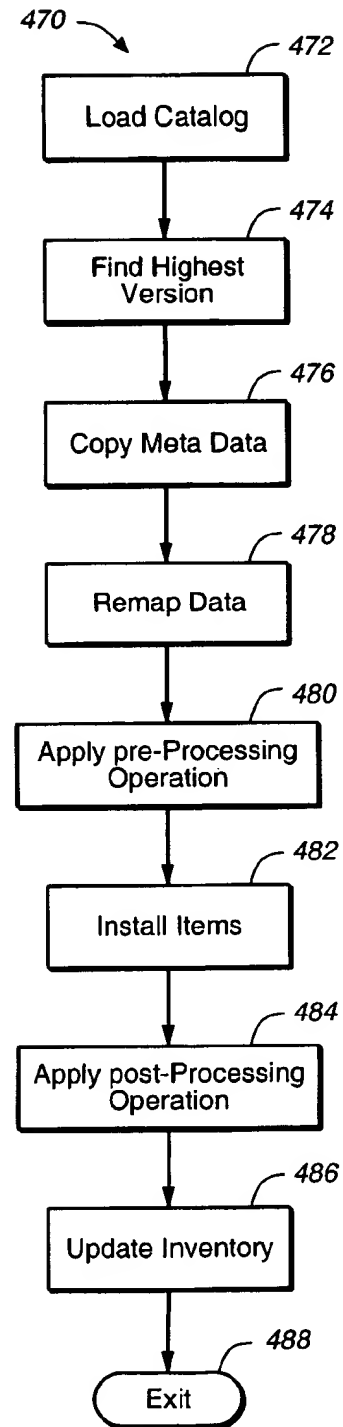 470
472
Load Catalog
474
Find Highest
Version
476
Copy Meta Data
478
Remap Data
480
Apply pre-Processing
Operation
482
Install Items
484
Apply post-Processing
Operation
486
Update Inventory
488
Exit